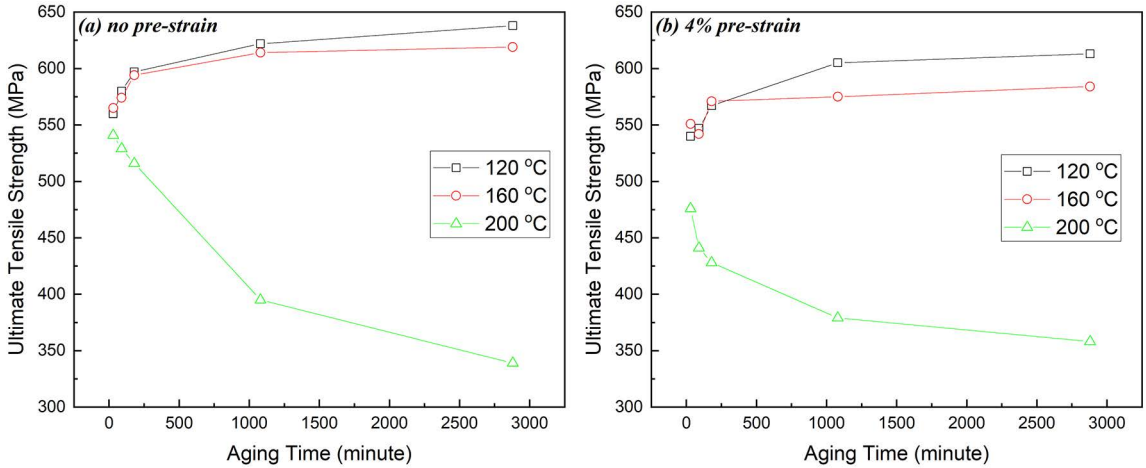 (a) no pre-strain
650
600
550
500
450
400
350
300
Ultimate Tensile Strength (MPa)
120 °C
160 °C
200 °C
0 500 1000 1500 2000 2500 3000
Aging Time (minute)
(b) 4% pre-strain
650
600
550
500
450
400
350
300
Ultimate Tensile Strength (MPa)
120 °C
160 °C
200 °C
0 500 1000 1500 2000 2500 3000
Aging Time (minute)